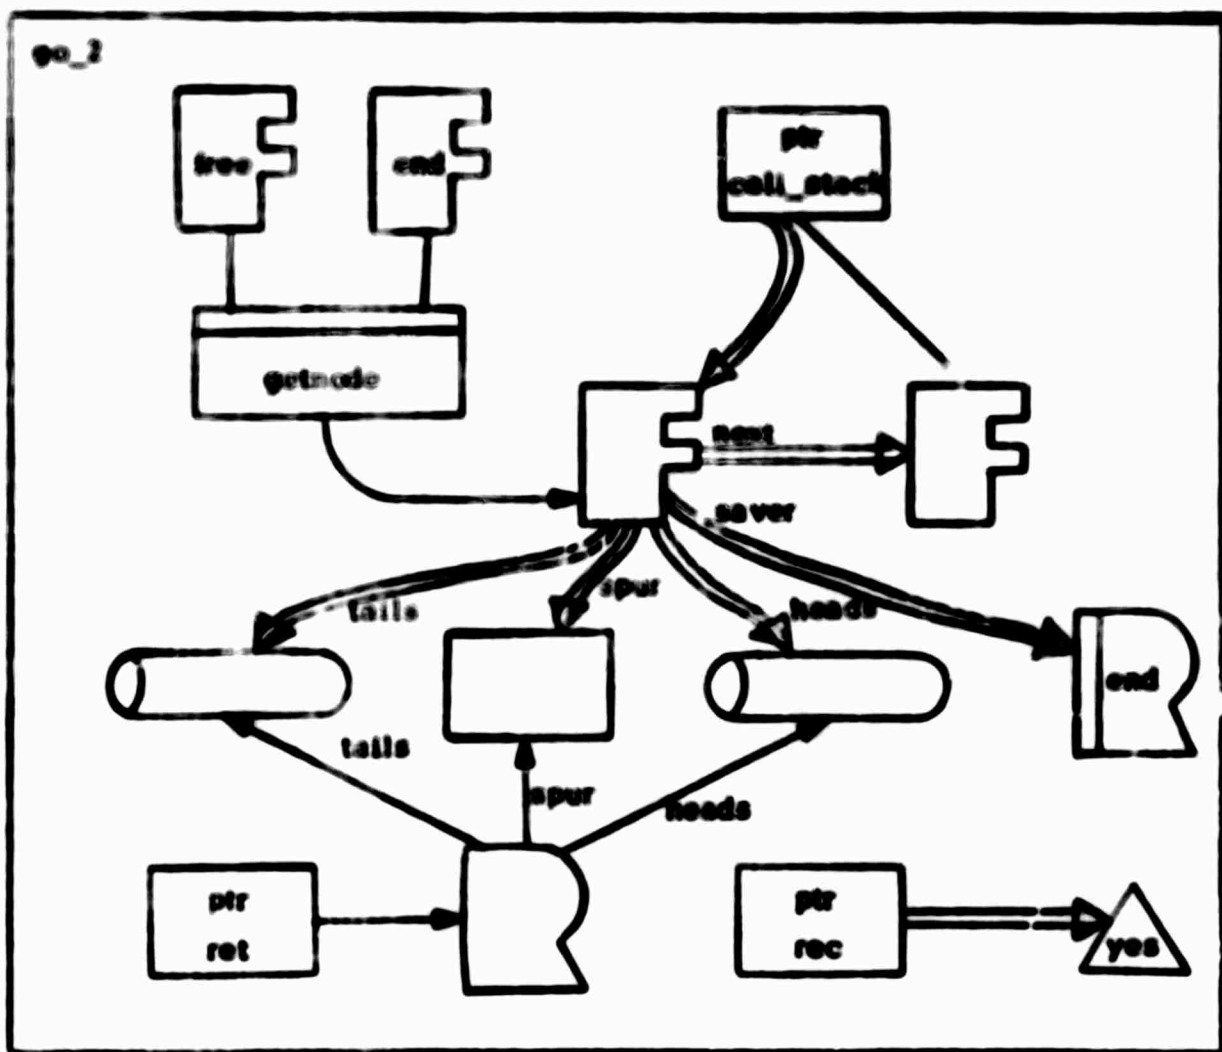 go_2
free
end
ptr
call_stack
getnode
next
saver
spur
tails
heads
end
tails
spur
heads
ptr
ret
ptr
rec
yes